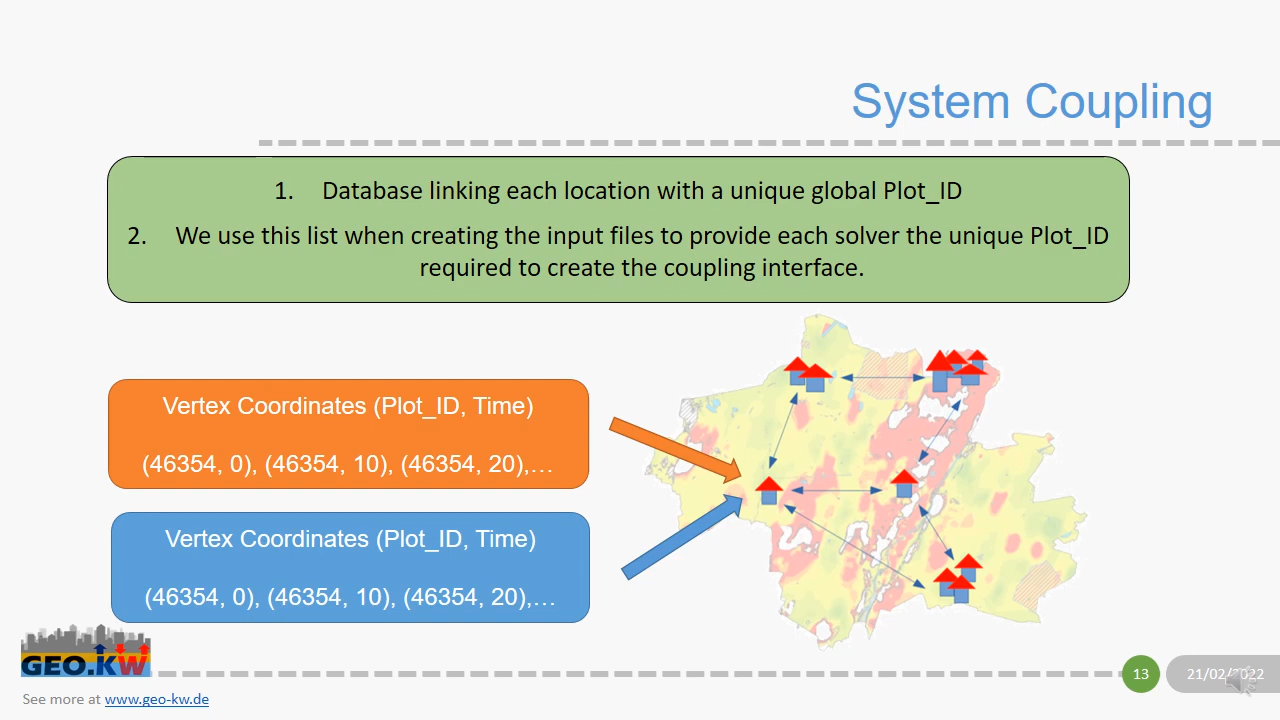 System Coupling
1. Database linking each location with a unique global Plot_ID
2. We use this list when creating the input files to provide each solver the unique Plot_ID
required to create the coupling interface.
Vertex Coordinates (Plot_ID, Time)
(46354, 0), (46354, 10), (46354, 20),…
Vertex Coordinates (Plot_ID, Time)
(46354, 0), (46354, 10), (46354, 20),…
GEO.KW
See more at www.geo-kw.de
13
21/02/2022